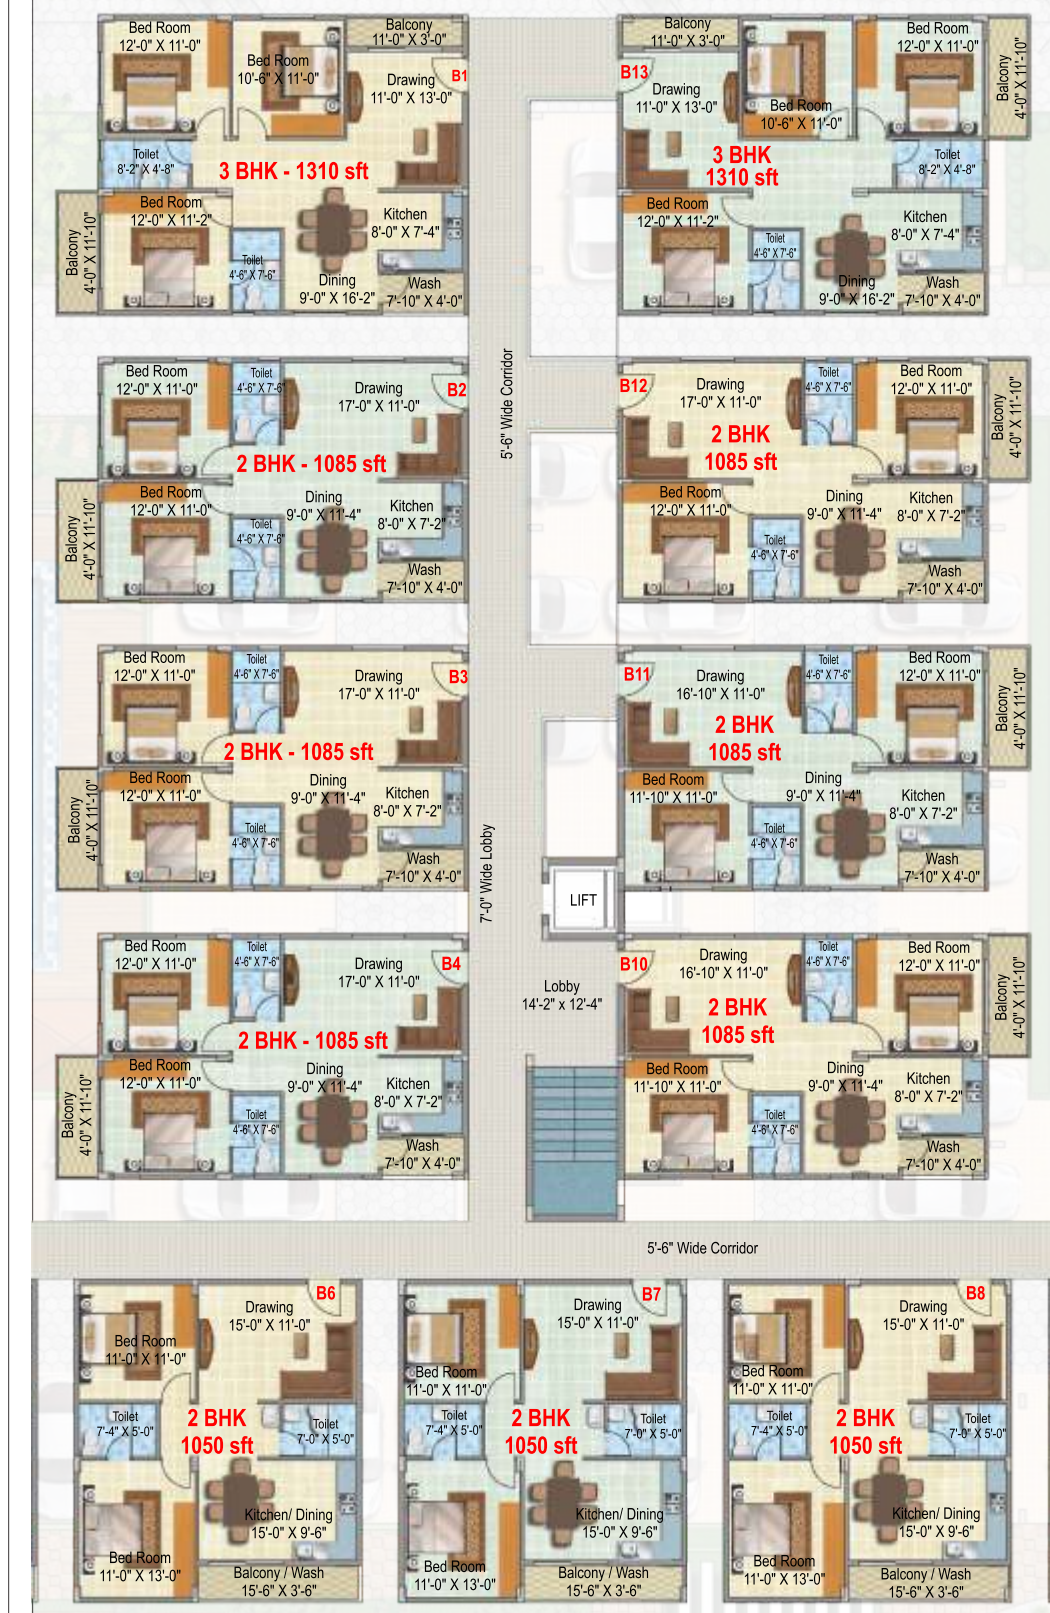 Bed Room
12'-0" X 11'-0"
Bed Room
10'-6" X 11'-0"
Balcony
11'-0" X 3'-0"
Drawing
11'-0" X 13'-0"
B1
Toilet
8'-2" X 4'-8"
3 BHK - 1310 sft
Bed Room
12'-0" X 11'-2"
Balcony
4'-0" X 11'-10"
Toilet
4'-6" X 7'-6"
Dining
9'-0" X 16'-2"
Kitchen
8'-0" X 7'-4"
Wash
7'-10" X 4'-0"
Balcony
11'-0" X 3'-0"
B13
Drawing
11'-0" X 13'-0"
Bed Room
10'-6" X 11'-0"
Bed Room
12'-0" X 11'-0"
Balcony
4'-0" X 11'-10"
3 BHK
1310 sft
Toilet
8'-2" X 4'-8"
Bed Room
12'-0" X 11'-2"
Toilet
4'-6" X 7'-6"
Dining
9'-0" X 16'-2"
Kitchen
8'-0" X 7'-4"
Wash
7'-10" X 4'-0"
5'-6" Wide Corridor
Bed Room
12'-0" X 11'-0"
Toilet
4'-6" X 7'-6"
Drawing
17'-0" X 11'-0"
B2
2 BHK - 1085 sft
Bed Room
12'-0" X 11'-0"
Balcony
4'-0" X 11'-10"
Toilet
4'-6" X 7'-6"
Dining
9'-0" X 11'-4"
Kitchen
8'-0" X 7'-2"
Wash
7'-10" X 4'-0"
B12
Drawing
17'-0" X 11'-0"
Toilet
4'-6" X 7'-6"
Bed Room
12'-0" X 11'-0"
Balcony
4'-0" X 11'-10"
2 BHK
1085 sft
Bed Room
12'-0" X 11'-0"
Toilet
4'-6" X 7'-6"
Dining
9'-0" X 11'-4"
Kitchen
8'-0" X 7'-2"
Wash
7'-10" X 4'-0"
Bed Room
12'-0" X 11'-0"
Toilet
4'-6" X 7'-6"
Drawing
17'-0" X 11'-0"
B3
2 BHK - 1085 sft
Bed Room
12'-0" X 11'-0"
Balcony
4'-0" X 11'-10"
Toilet
4'-6" X 7'-6"
Dining
9'-0" X 11'-4"
Kitchen
8'-0" X 7'-2"
Wash
7'-10" X 4'-0"
7'-0" Wide Lobby
B11
Drawing
16'-10" X 11'-0"
Toilet
4'-6" X 7'-6"
Bed Room
12'-0" X 11'-0"
Balcony
4'-0" X 11'-10"
2 BHK
1085 sft
Bed Room
11'-10" X 11'-0"
Toilet
4'-6" X 7'-6"
Dining
9'-0" X 11'-4"
Kitchen
8'-0" X 7'-2"
Wash
7'-10" X 4'-0"
LIFT
Bed Room
12'-0" X 11'-0"
Toilet
4'-6" X 7'-6"
Drawing
17'-0" X 11'-0"
B4
2 BHK - 1085 sft
Bed Room
12'-0" X 11'-0"
Balcony
4'-0" X 11'-10"
Toilet
4'-6" X 7'-6"
Dining
9'-0" X 11'-4"
Kitchen
8'-0" X 7'-2"
Wash
7'-10" X 4'-0"
Lobby
14'-2" x 12'-4"
B10
Drawing
16'-10" X 11'-0"
Toilet
4'-6" X 7'-6"
Bed Room
12'-0" X 11'-0"
Balcony
4'-0" X 11'-10"
2 BHK
1085 sft
Bed Room
11'-10" X 11'-0"
Toilet
4'-6" X 7'-6"
Dining
9'-0" X 11'-4"
Kitchen
8'-0" X 7'-2"
Wash
7'-10" X 4'-0"
5'-6" Wide Corridor
B6
Drawing
15'-0" X 11'-0"
Bed Room
11'-0" X 11'-0"
Toilet
7'-4" X 5'-0"
2 BHK
1050 sft
Toilet
7'-0" X 5'-0"
Kitchen/ Dining
15'-0" X 9'-6"
Bed Room
11'-0" X 13'-0"
Balcony / Wash
15'-6" X 3'-6"
B7
Drawing
15'-0" X 11'-0"
Bed Room
11'-0" X 11'-0"
Toilet
7'-4" X 5'-0"
2 BHK
1050 sft
Toilet
7'-0" X 5'-0"
Kitchen/ Dining
15'-0" X 9'-6"
Bed Room
11'-0" X 13'-0"
Balcony / Wash
15'-6" X 3'-6"
B8
Drawing
15'-0" X 11'-0"
Bed Room
11'-0" X 11'-0"
Toilet
7'-4" X 5'-0"
2 BHK
1050 sft
Toilet
7'-0" X 5'-0"
Kitchen/ Dining
15'-0" X 9'-6"
Bed Room
11'-0" X 13'-0"
Balcony / Wash
15'-6" X 3'-6"